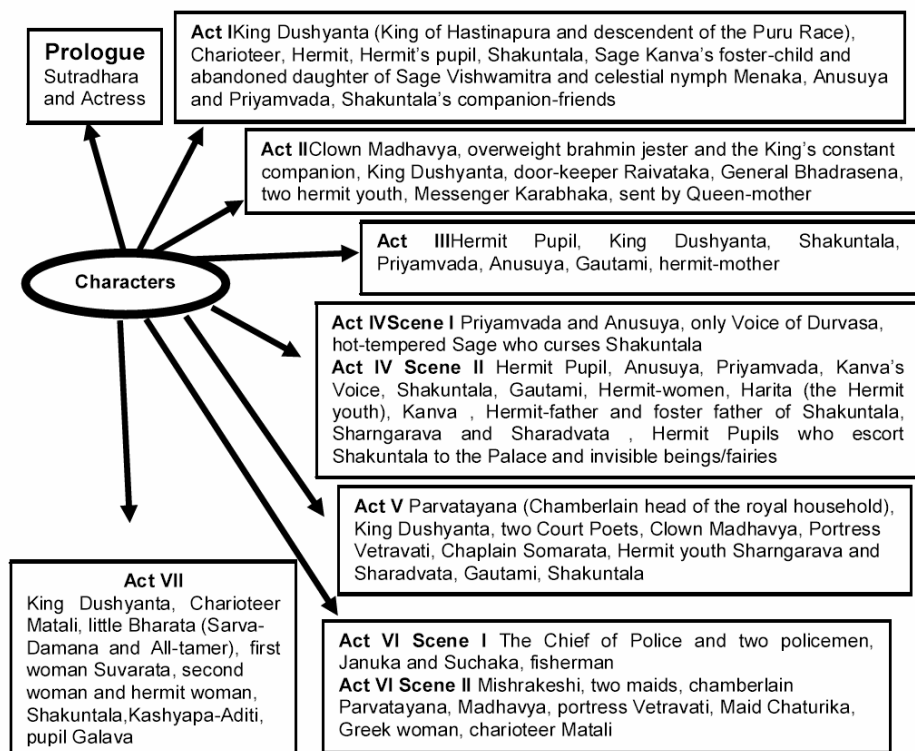 Prologue
Sutradhara
and Actress
Act IKing Dushyanta (King of Hastinapura and descendent of the Puru Race),
Charioteer, Hermit, Hermit's pupil, Shakuntala, Sage Kanva's foster-child and
abandoned daughter of Sage Vishwamitra and celestial nymph Menaka, Anusuya
and Priyamvada, Shakuntala's companion-friends
Act IIClown Madhavya, overweight brahmin jester and the King's constant
companion, King Dushyanta, door-keeper Raivataka, General Bhadrasena,
two hermit youth, Messenger Karabhaka, sent by Queen-mother
Act IIIHermit Pupil, King Dushyanta, Shakuntala,
Priyamvada, Anusuya, Gautami, hermit-mother
Characters
Act IVScene I Priyamvada and Anusuya, only Voice of Durvasa,
hot-tempered Sage who curses Shakuntala
Act IV Scene II Hermit Pupil, Anusuya, Priyamvada, Kanva's
Voice, Shakuntala, Gautami, Hermit-women, Harita (the Hermit
youth), Kanva , Hermit-father and foster father of Shakuntala,
Sharngarava and Sharadvata , Hermit Pupils who escort
Shakuntala to the Palace and invisible beings/fairies
Act V Parvatayana (Chamberlain head of the royal household),
King Dushyanta, two Court Poets, Clown Madhavya, Portress
Vetravati, Chaplain Somarata, Hermit youth Sharngarava and
Sharadvata, Gautami, Shakuntala
Act VII
King Dushyanta, Charioteer
Matali, little Bharata (Sarva-
Damana and All-tamer), first
woman Suvarata, second
woman and hermit woman,
Shakuntala,Kashyapa-Aditi,
pupil Galava
Act VI Scene I The Chief of Police and two policemen,
Januka and Suchaka, fisherman
Act VI Scene II Mishrakeshi, two maids, chamberlain
Parvatayana, Madhavya, portress Vetravati, Maid Chaturika,
Greek woman, charioteer Matali